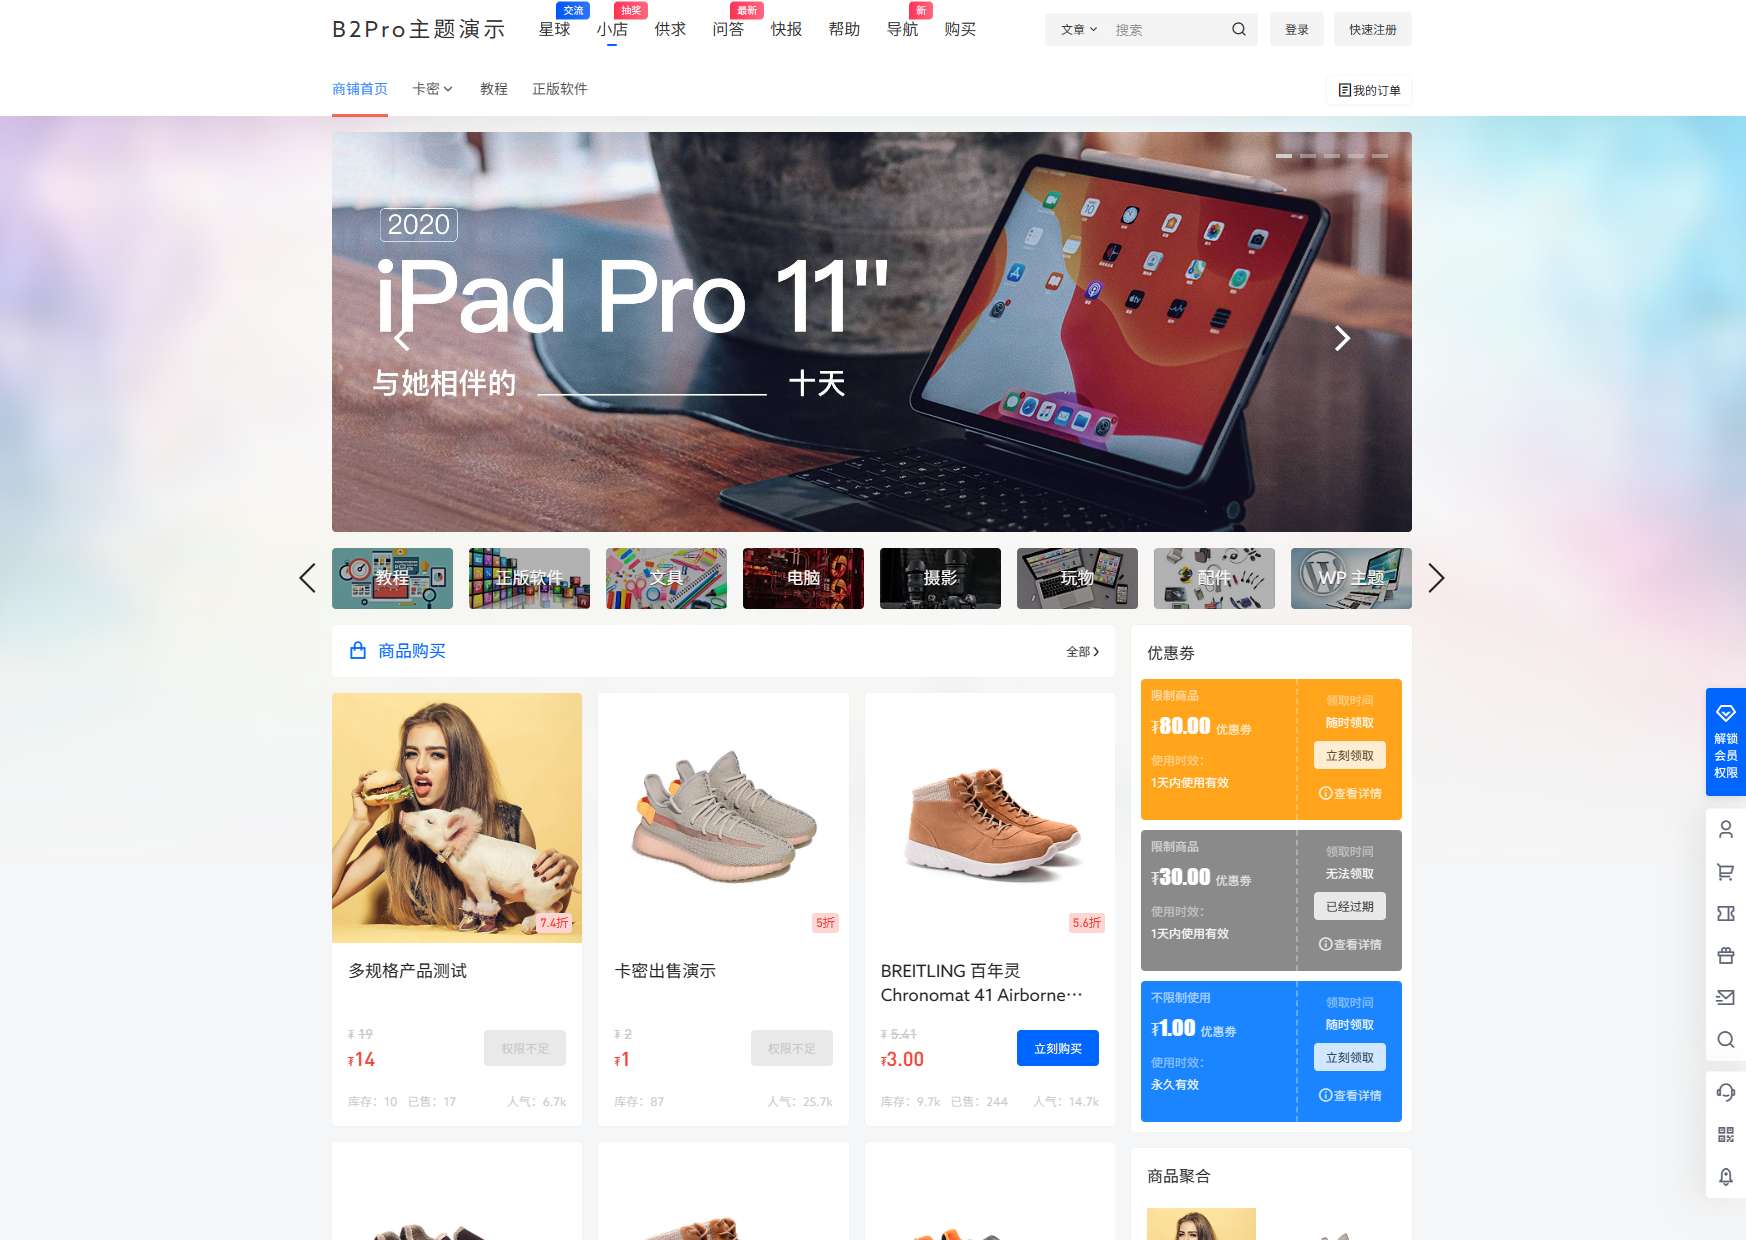 B2Pro主题演示
星球
交流
小店
抽奖
供求
问答
最新
快报
帮助
导航
新
购买
文章
搜索
登录
快速注册
商铺首页
卡密
教程
正版软件
我的订单
2020
iPad Pro 11"
与她相伴的 ____________ 十天
教程
正版软件
文具
电脑
摄影
玩物
配件
WP 主题
商品购买
全部
7.4折
多规格产品测试
₮ 19
₮14
权限不足
库存：10 已售：17 人气：6.7k
5折
卡密出售演示
₮ 2
₮1
权限不足
库存：87 人气：25.7k
5.6折
BREITLING 百年灵
Chronomat 41 Airborne…
₮ 5.41
₮3.00
立刻购买
库存：9.7k 已售：244 人气：14.7k
优惠劵
限制商品
₮80.00 优惠劵
使用时效：
1天内使用有效
领取时间
随时领取
立刻领取
查看详情
限制商品
₮30.00 优惠劵
使用时效：
1天内使用有效
领取时间
无法领取
已经过期
查看详情
不限制使用
₮1.00 优惠劵
使用时效：
永久有效
领取时间
随时领取
立刻领取
查看详情
商品聚合
解锁
会员
权限